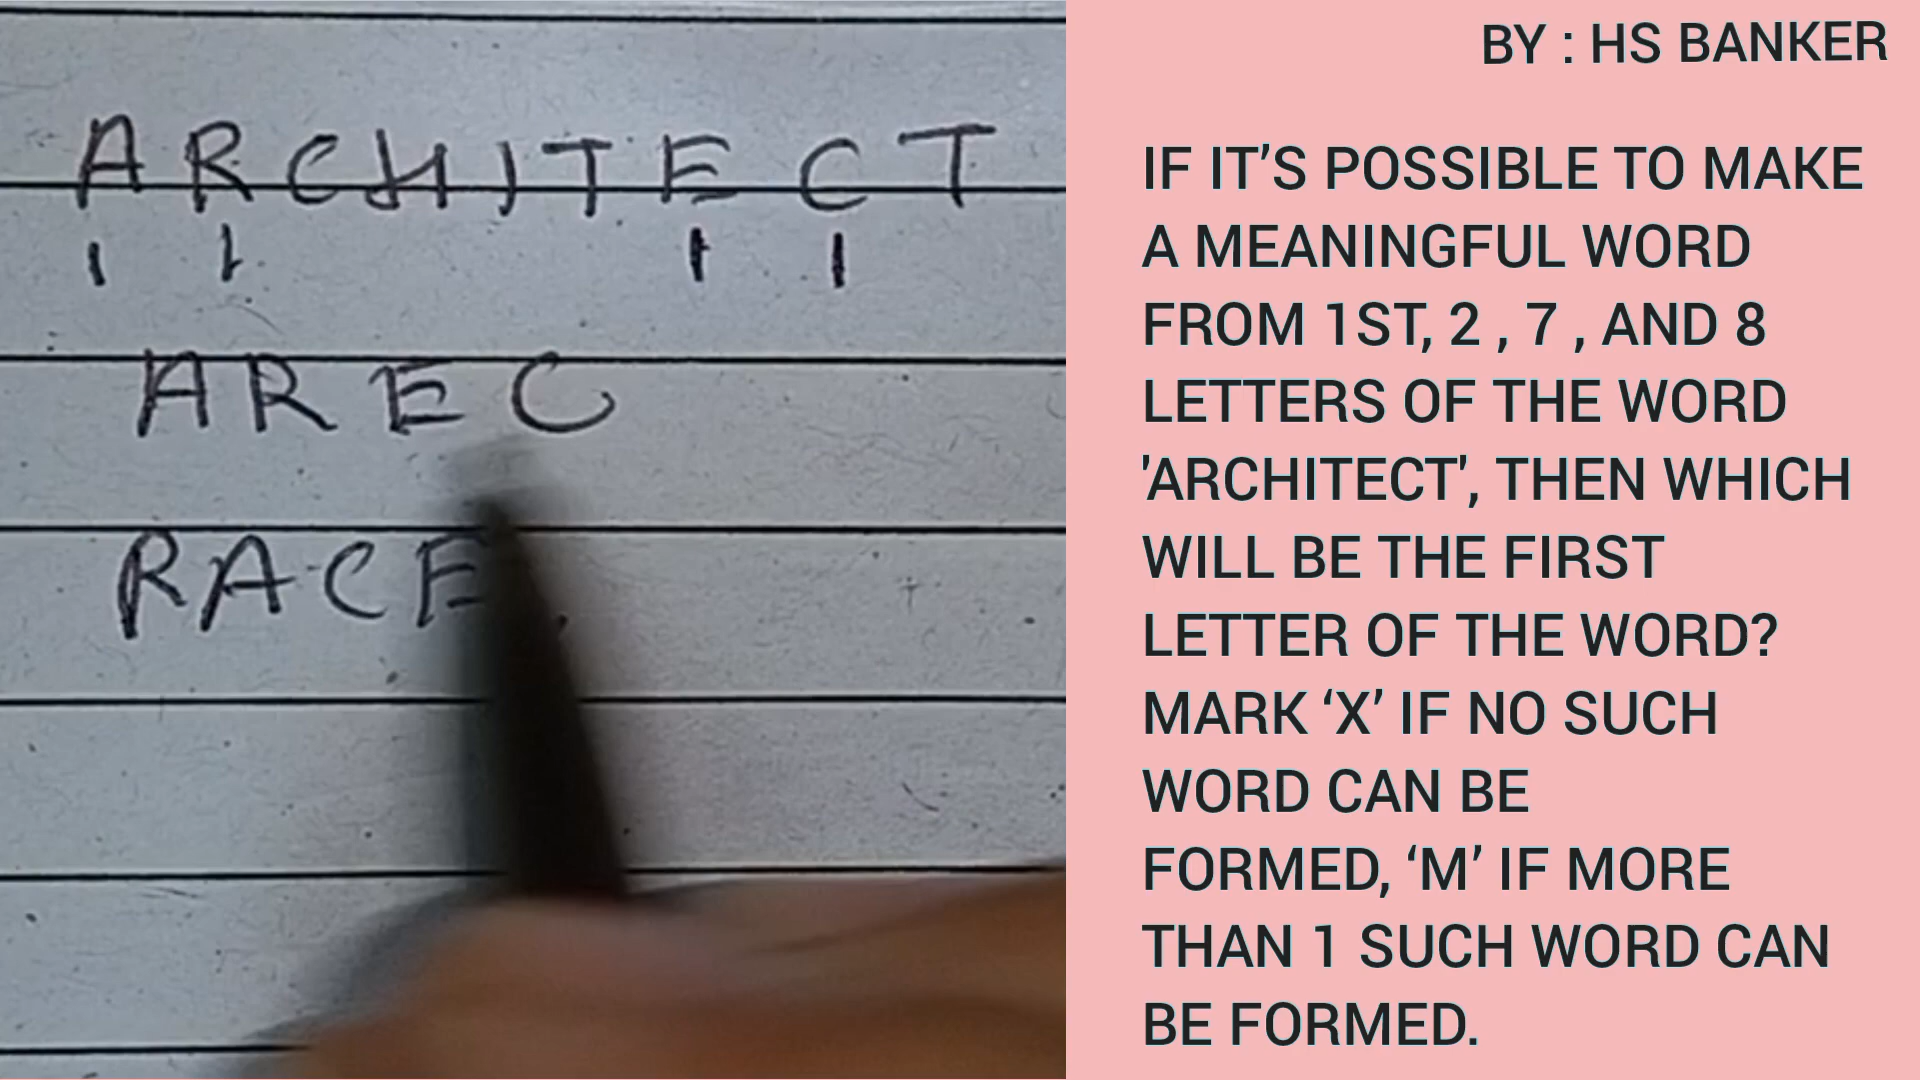 ARCHITECT
AREC
RACE
BY : HS BANKER
IF IT’S POSSIBLE TO MAKE
A MEANINGFUL WORD
FROM 1ST, 2 , 7 , AND 8
LETTERS OF THE WORD
'ARCHITECT', THEN WHICH
WILL BE THE FIRST
LETTER OF THE WORD?
MARK ‘X’ IF NO SUCH
WORD CAN BE
FORMED, ‘M’ IF MORE
THAN 1 SUCH WORD CAN
BE FORMED.